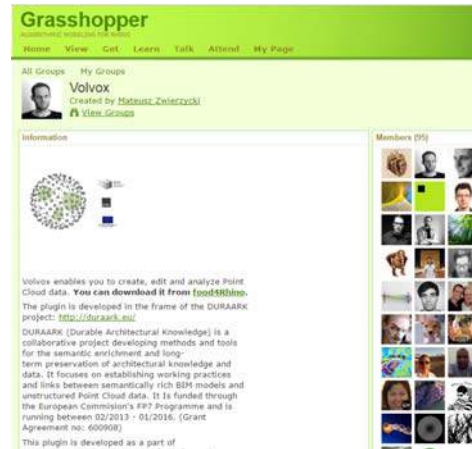 Grasshopper
ALGORITHMIC MODELING FOR RHINO
Home View Get Learn Talk Attend My Page
All Groups My Groups
Volvox
Created by Mateusz Zwierzycki
View Groups
Information
Members (95)
Volvox enables you to create, edit and analyze Point
Cloud data. You can download it from food4Rhino.
The plugin is developed in the frame of the DURAARK
project: http://duraark.eu/
DURAARK (Durable Architectural Knowledge) is a
collaborative project developing methods and tools
for the semantic enrichment and long-
term preservation of architectural knowledge and
data. It focuses on establishing working practices
and links between semantically rich BIM models and
unstructured Point Cloud data. It Is funded through
the European Commision's FP7 Programme and is
running between 02/2013 - 01/2016. (Grant
Agreement no: 600908)
This plugin is developed as a part of